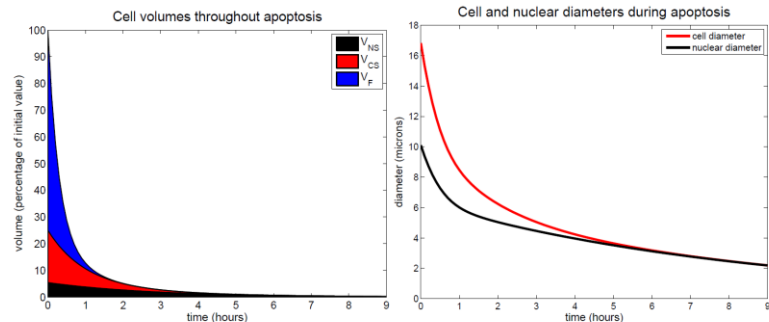 Cell volumes throughout apoptosis
volume (percentage of initial value)
100
90
80
70
60
50
40
30
20
10
0
V_NS
V_CS
V_F
0 1 2 3 4 5 6 7 8 9
time (hours)
Cell and nuclear diameters during apoptosis
diameter (microns)
18
16
14
12
10
8
6
4
2
0
cell diameter
nuclear diameter
0 1 2 3 4 5 6 7 8 9
time (hours)